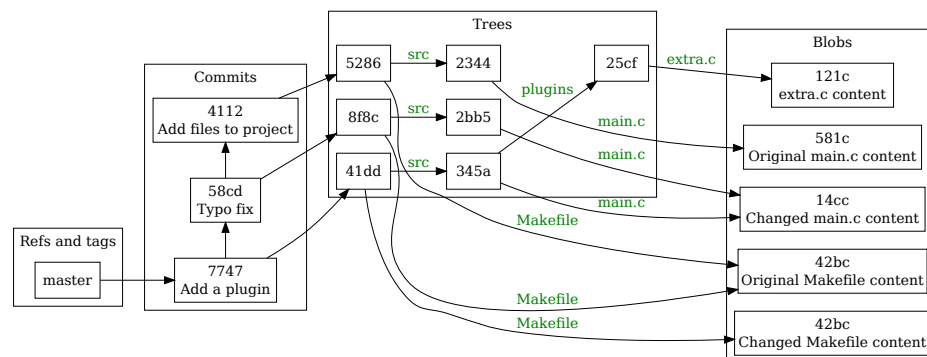 Refs and tags
master
Commits
4112
Add files to project
58cd
Typo fix
7747
Add a plugin
Trees
5286
8f8c
41dd
src
src
src
2344
2bb5
345a
plugins
25cf
extra.c
main.c
main.c
main.c
Makefile
Makefile
Makefile
Blobs
121c
extra.c content
581c
Original main.c content
14cc
Changed main.c content
42bc
Original Makefile content
42bc
Changed Makefile content